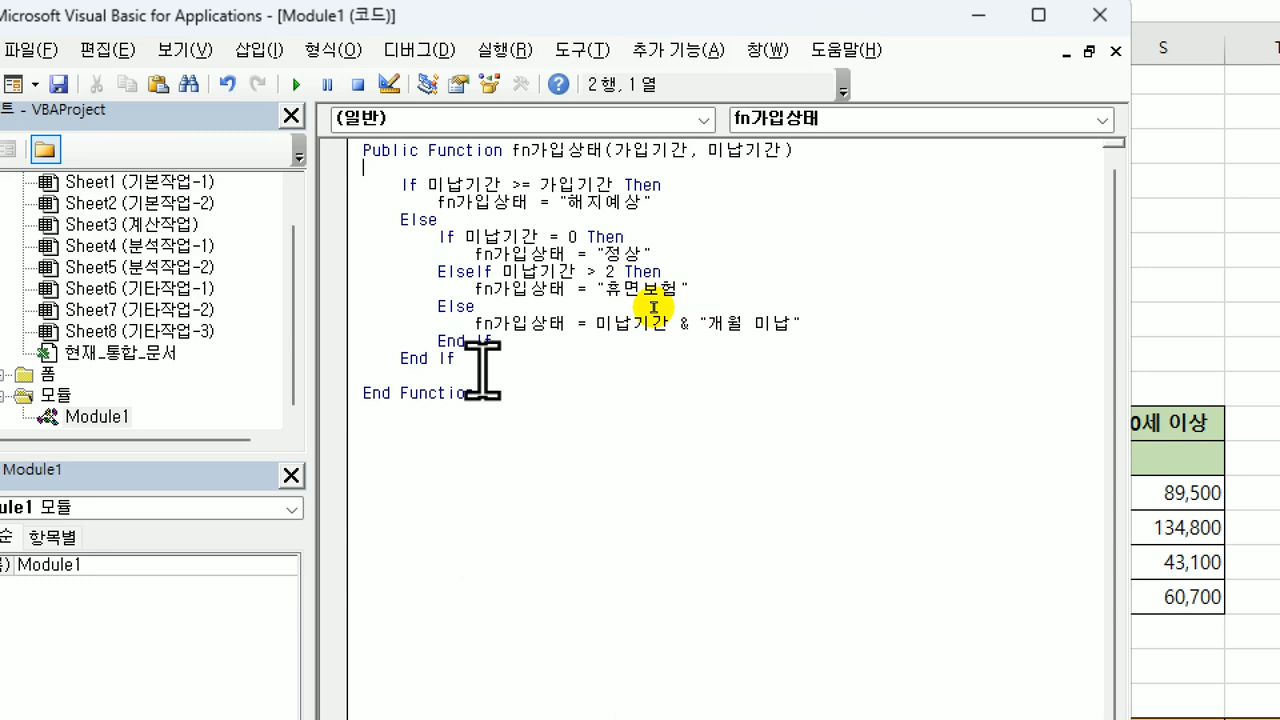 Microsoft Visual Basic for Applications - [Module1 (코드)]
파일(F) 편집(E) 보기(V) 삽입(I) 형식(O) 디버그(D) 실행(R) 도구(T) 추가 기능(A) 창(W) 도움말(H)
2 행, 1 열
트 - VBAProject
Sheet1 (기본작업-1)
Sheet2 (기본작업-2)
Sheet3 (계산작업)
Sheet4 (분석작업-1)
Sheet5 (분석작업-2)
Sheet6 (기타작업-1)
Sheet7 (기타작업-2)
Sheet8 (기타작업-3)
현재_통합_문서
폼
모듈
Module1
Module1
ule1 모듈
순 항목별
) Module1
(일반) fn가입상태
Public Function fn가입상태(가입기간, 미납기간)
If 미납기간 >= 가입기간 Then
fn가입상태 = "해지예상"
Else
If 미납기간 = 0 Then
fn가입상태 = "정상"
ElseIf 미납기간 > 2 Then
fn가입상태 = "휴면보험"
Else
fn가입상태 = 미납기간 & "개월 미납"
End If
End If
End Function
S T
0세 이상
89,500
134,800
43,100
60,700